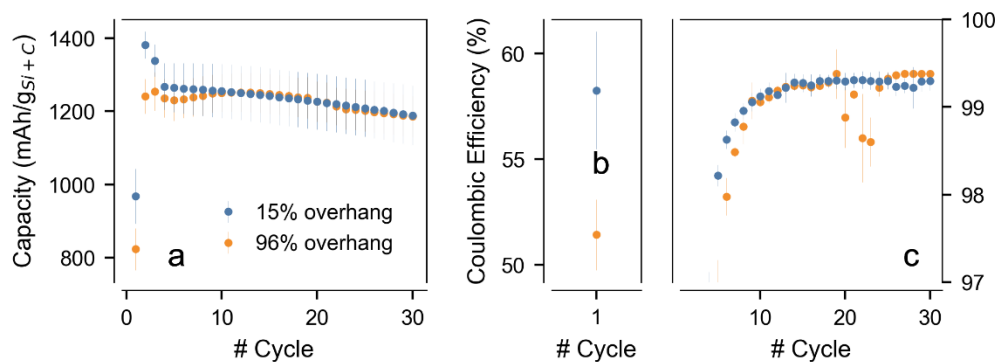 Capacity (mAh/gSi + C)
1400
1200
1000
800
15% overhang
96% overhang
a
0
10
20
30
# Cycle
Coulombic Efficiency (%)
60
55
50
b
1
# Cycle
100
99
98
97
c
10
20
30
# Cycle